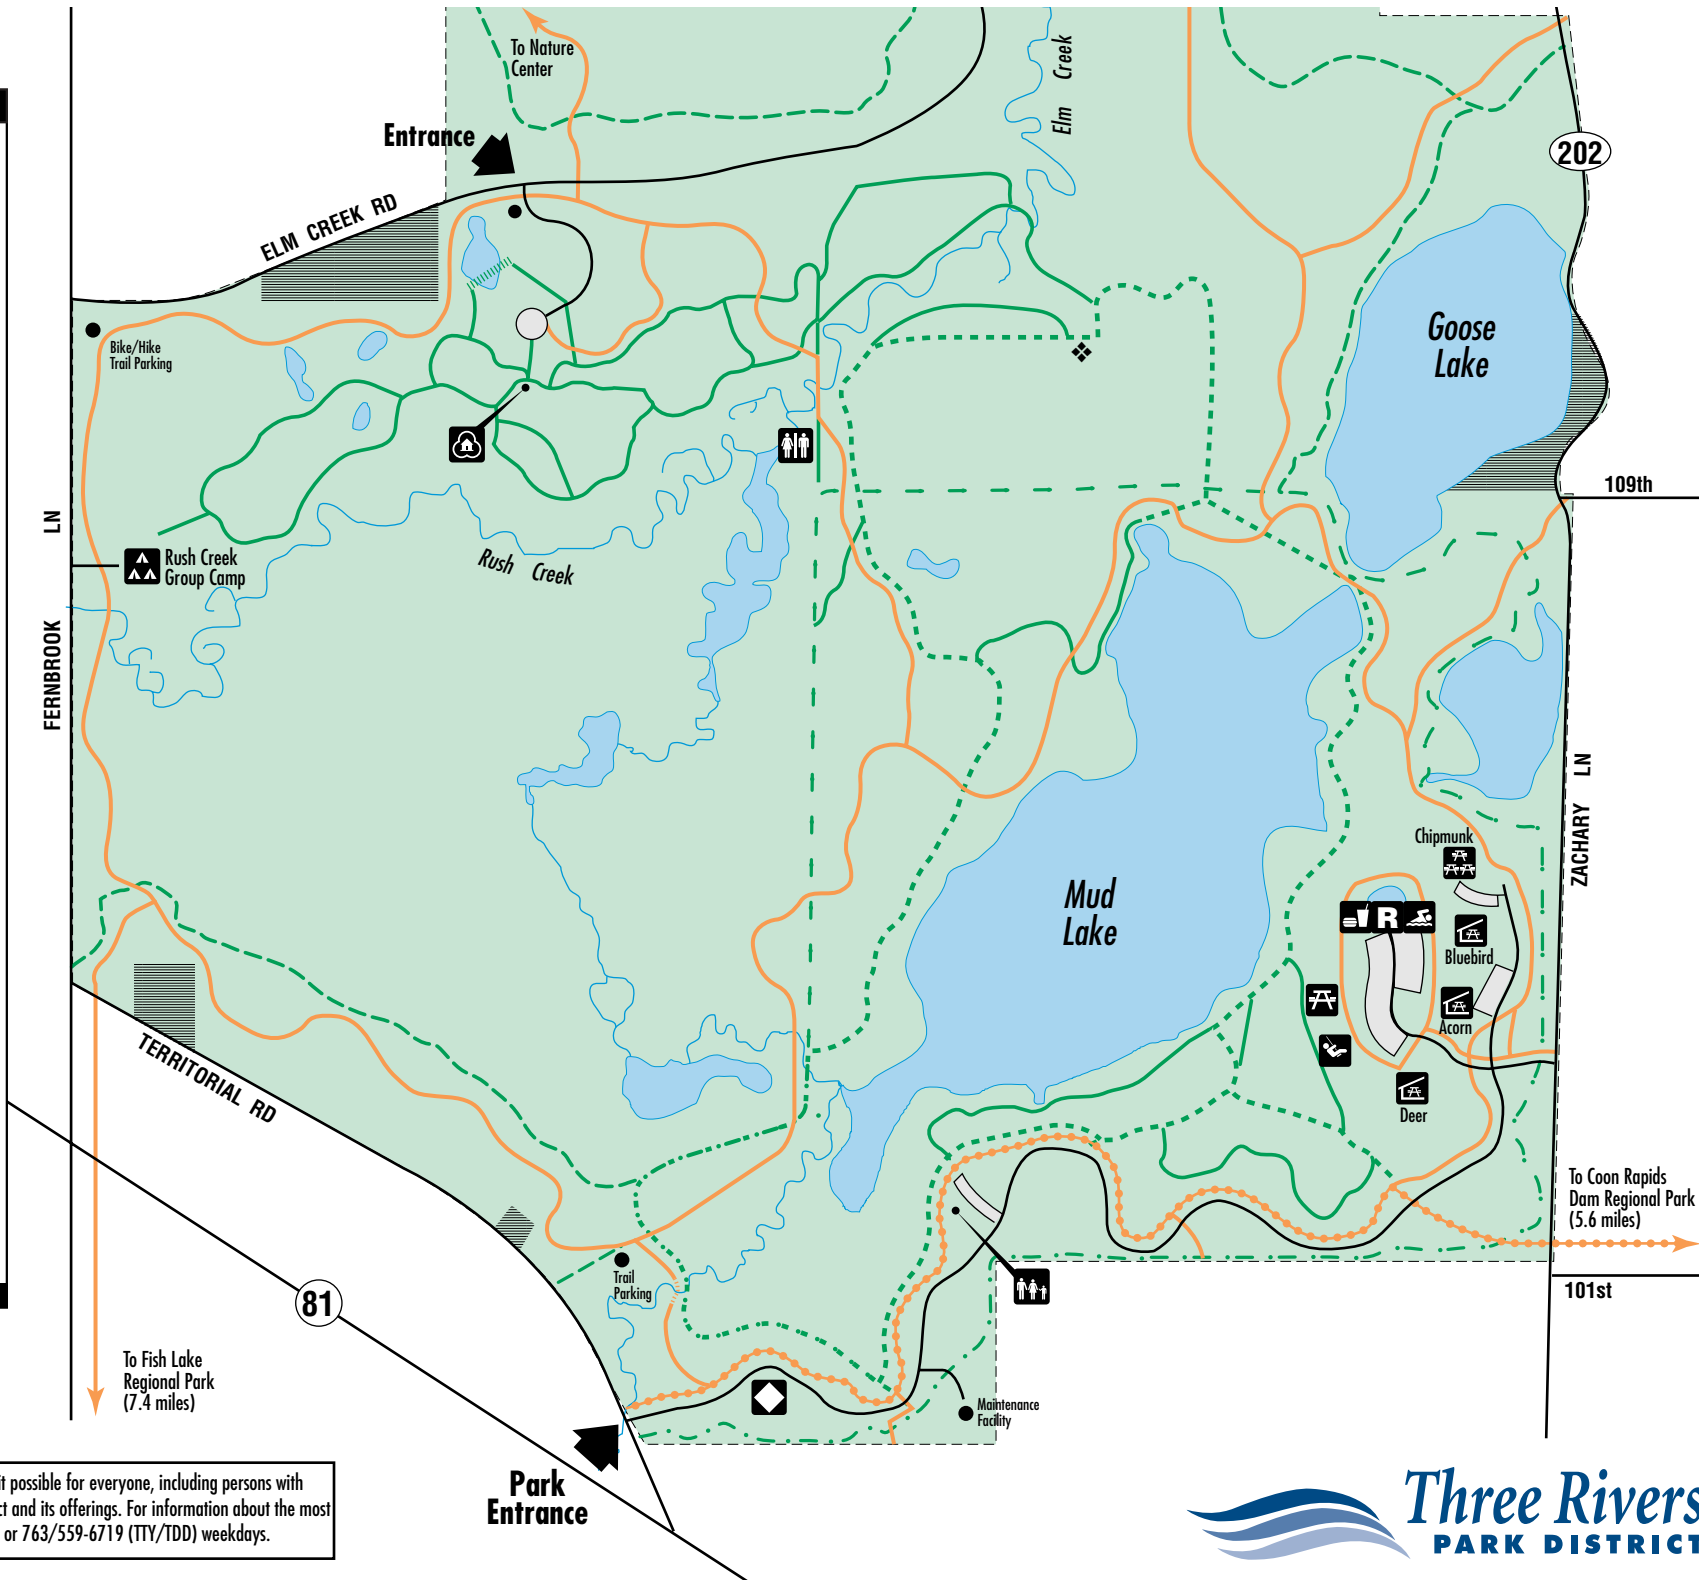 To Nature
Center
Elm Creek
Entrance
202
ELM CREEK RD
Goose
Lake
Bike/Hike
Trail Parking
109th
FERNBROOK LN
Rush Creek
Group Camp
Rush Creek
ZACHARY LN
Chipmunk
Mud
Lake
R
Bluebird
Acorn
TERRITORIAL RD
Deer
To Coon Rapids
Dam Regional Park
(5.6 miles)
Trail
Parking
101st
81
To Fish Lake
Regional Park
(7.4 miles)
Maintenance
Facility
Park
Entrance
it possible for everyone, including persons with
ct and its offerings. For information about the most
or 763/559-6719 (TTY/TDD) weekdays.
Three Rivers
PARK DISTRICT